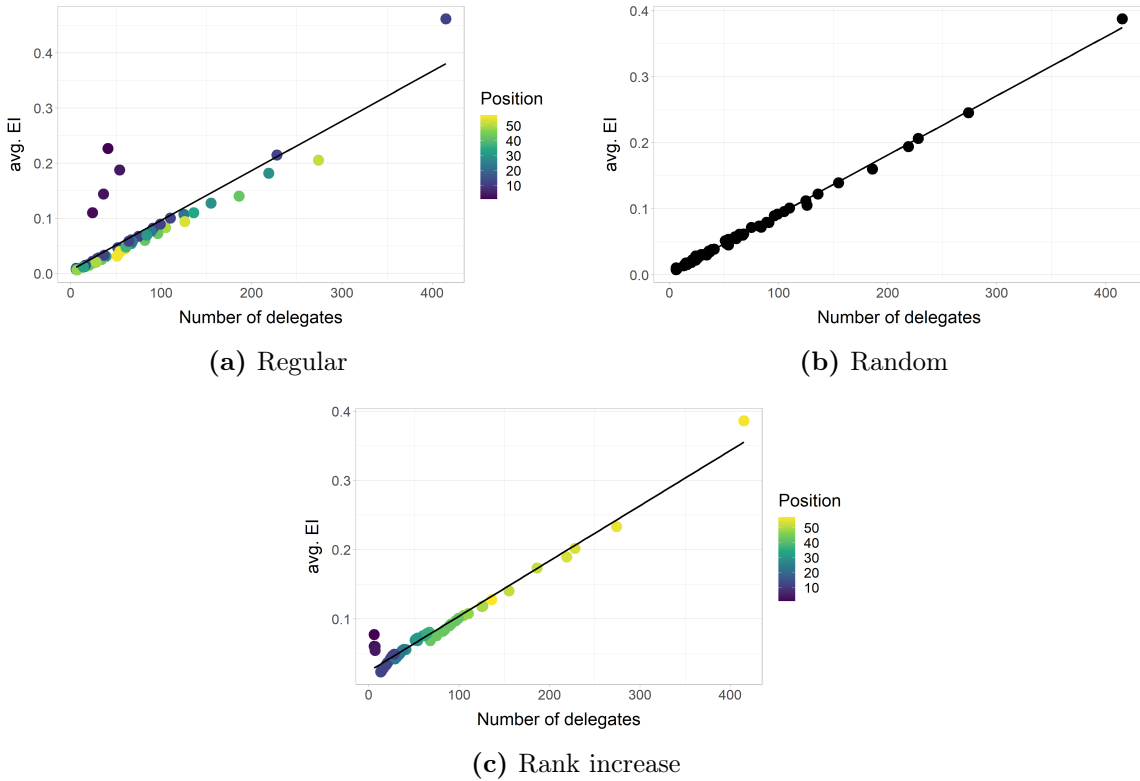 0.4
0.3
0.2
0.1
0.0
avg. EI
0 100 200 300 400
Number of delegates
Position
50
40
30
20
10
(a) Regular
0.4
0.3
0.2
0.1
0.0
avg. EI
0 100 200 300 400
Number of delegates
(b) Random
0.4
0.3
0.2
0.1
avg. EI
0 100 200 300 400
Number of delegates
Position
50
40
30
20
10
(c) Rank increase